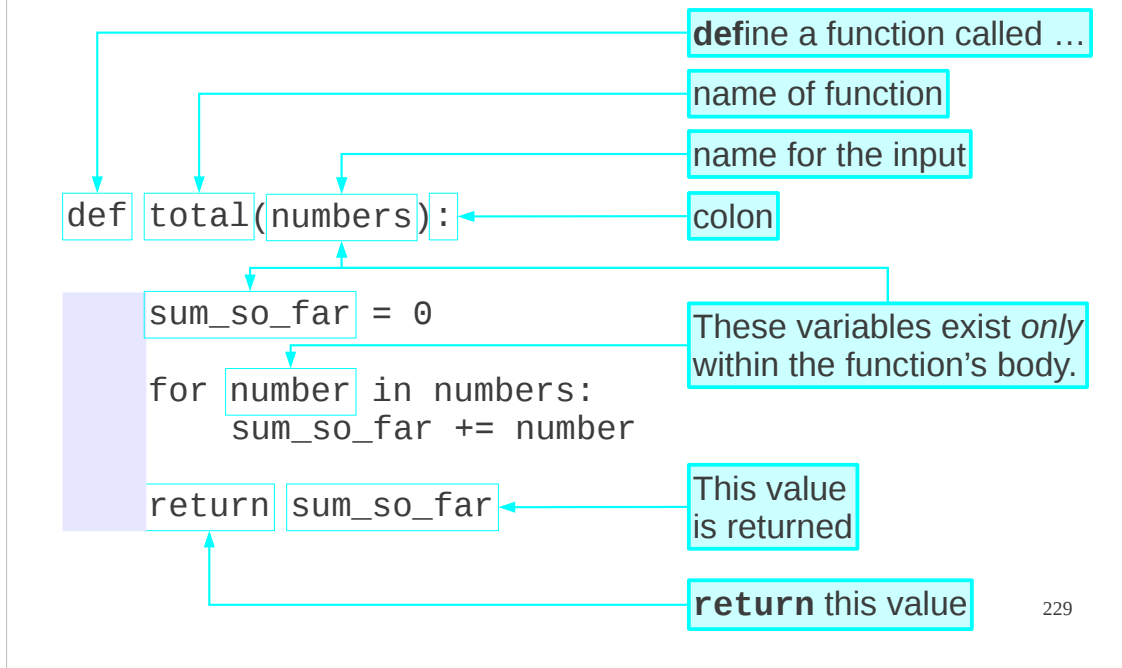 define a function called …
name of function
name for the input
def total(numbers):
colon
sum_so_far = 0
These variables exist only
within the function’s body.
for number in numbers:
sum_so_far += number
return sum_so_far
This value
is returned
return this value
229